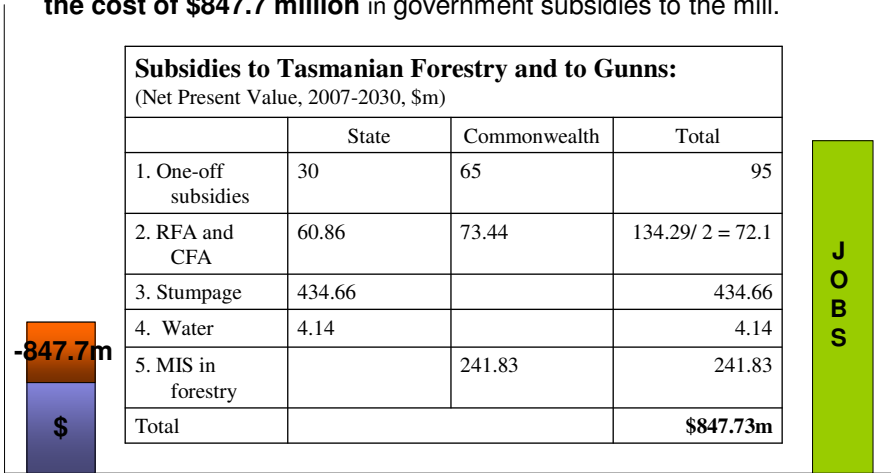 the cost of $847.7 million in government subsidies to the mill.
Subsidies to Tasmanian Forestry and to Gunns:
(Net Present Value, 2007-2030, $m)
State Commonwealth Total
1. One-off 30 65 95
subsidies
2. RFA and 60.86 73.44 134.29/ 2 = 72.1
CFA
3. Stumpage 434.66 434.66
4. Water 4.14 4.14
5. MIS in 241.83 241.83
forestry
Total $847.73m
-847.7m
$
J
O
B
S